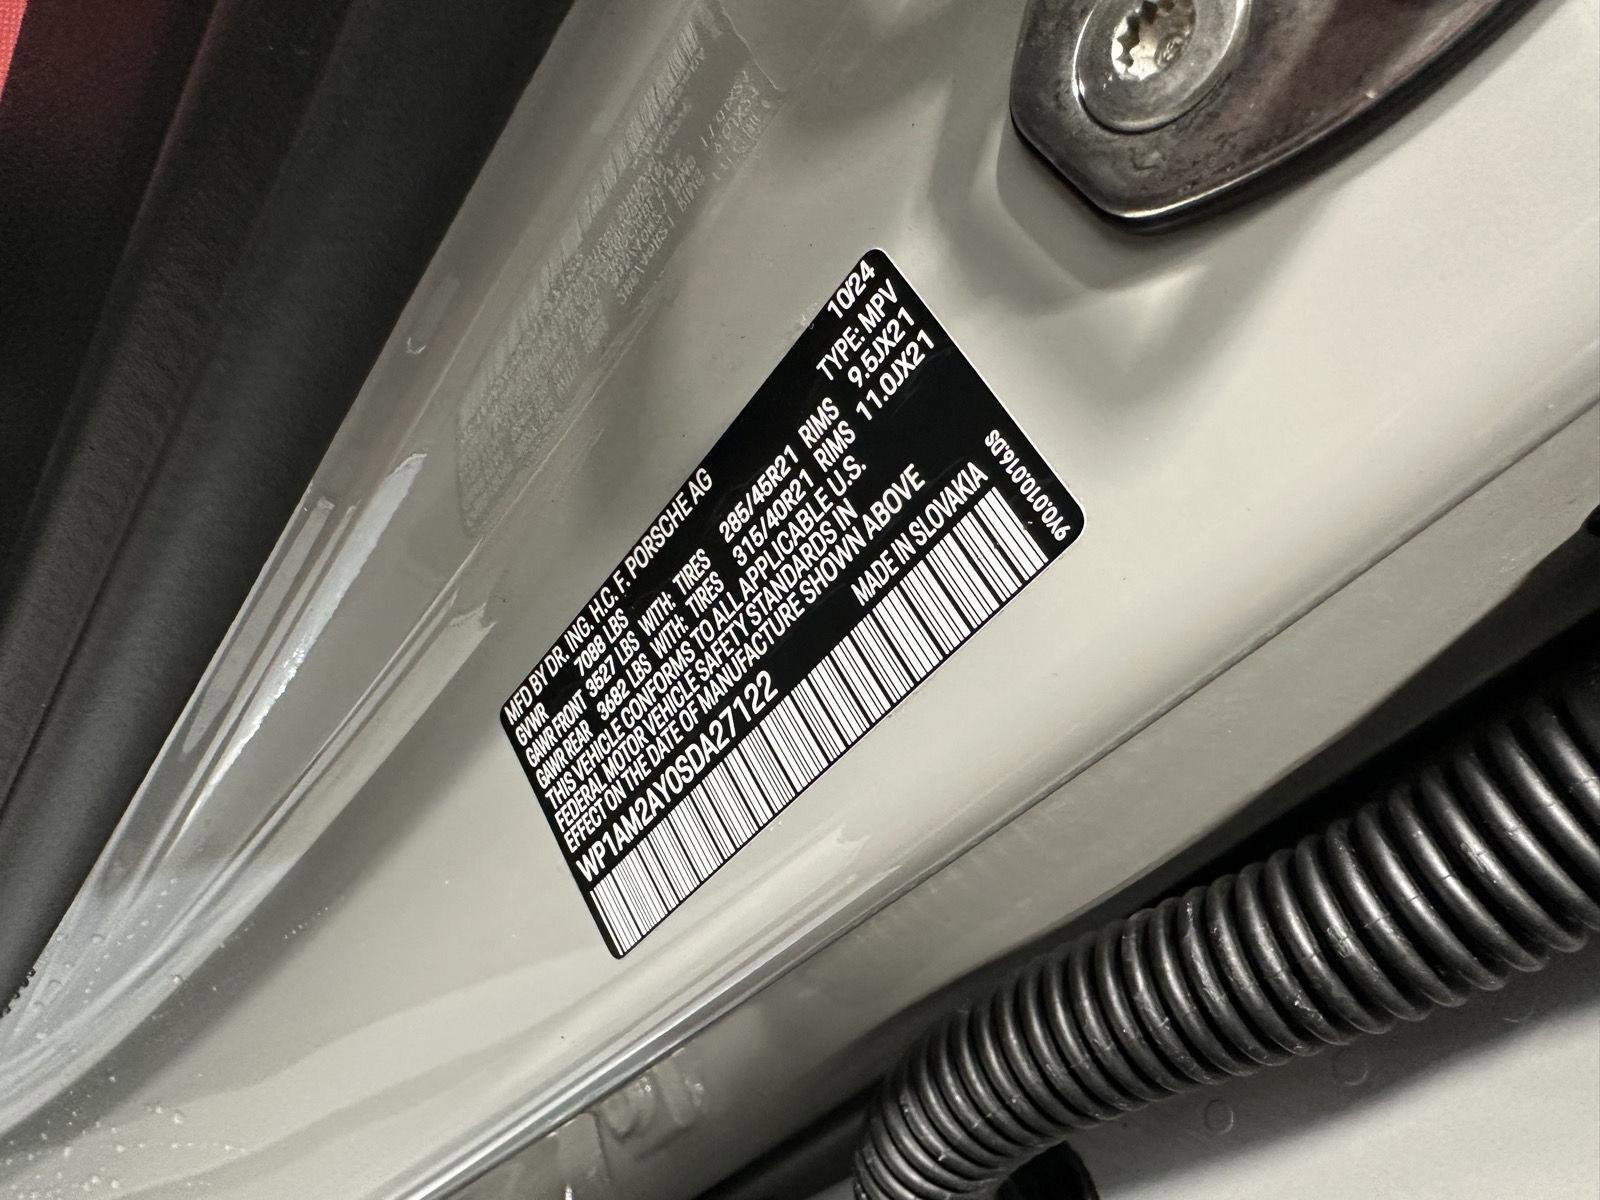 MFD BY DR. ING. H.C. F. PORSCHE AG 10/24
GVWR 7088 LBS TYPE: MPV
GAWR FRONT 3527 LBS WITH: TIRES 285/45R21 RIMS 9.5JX21
GAWR REAR 3682 LBS WITH: TIRES 315/40R21 RIMS 11.0JX21
THIS VEHICLE CONFORMS TO ALL APPLICABLE U.S.
FEDERAL MOTOR VEHICLE SAFETY STANDARDS IN
EFFECT ON THE DATE OF MANUFACTURE SHOWN ABOVE
WP1AM2AY0SDA27122 MADE IN SLOVAKIA
9Y0.010.016.DS